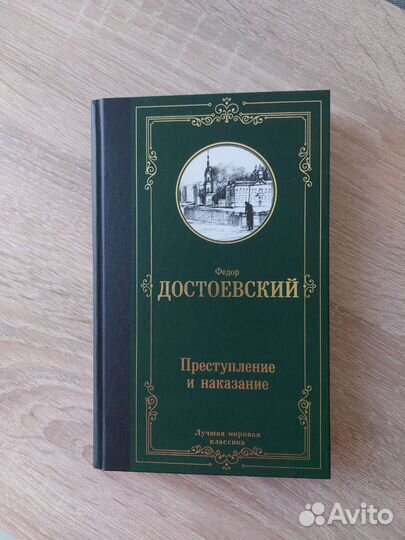 Федор
ДОСТОЕВСКИЙ
Преступление
и наказание
Лучшая мировая
классика
Avito